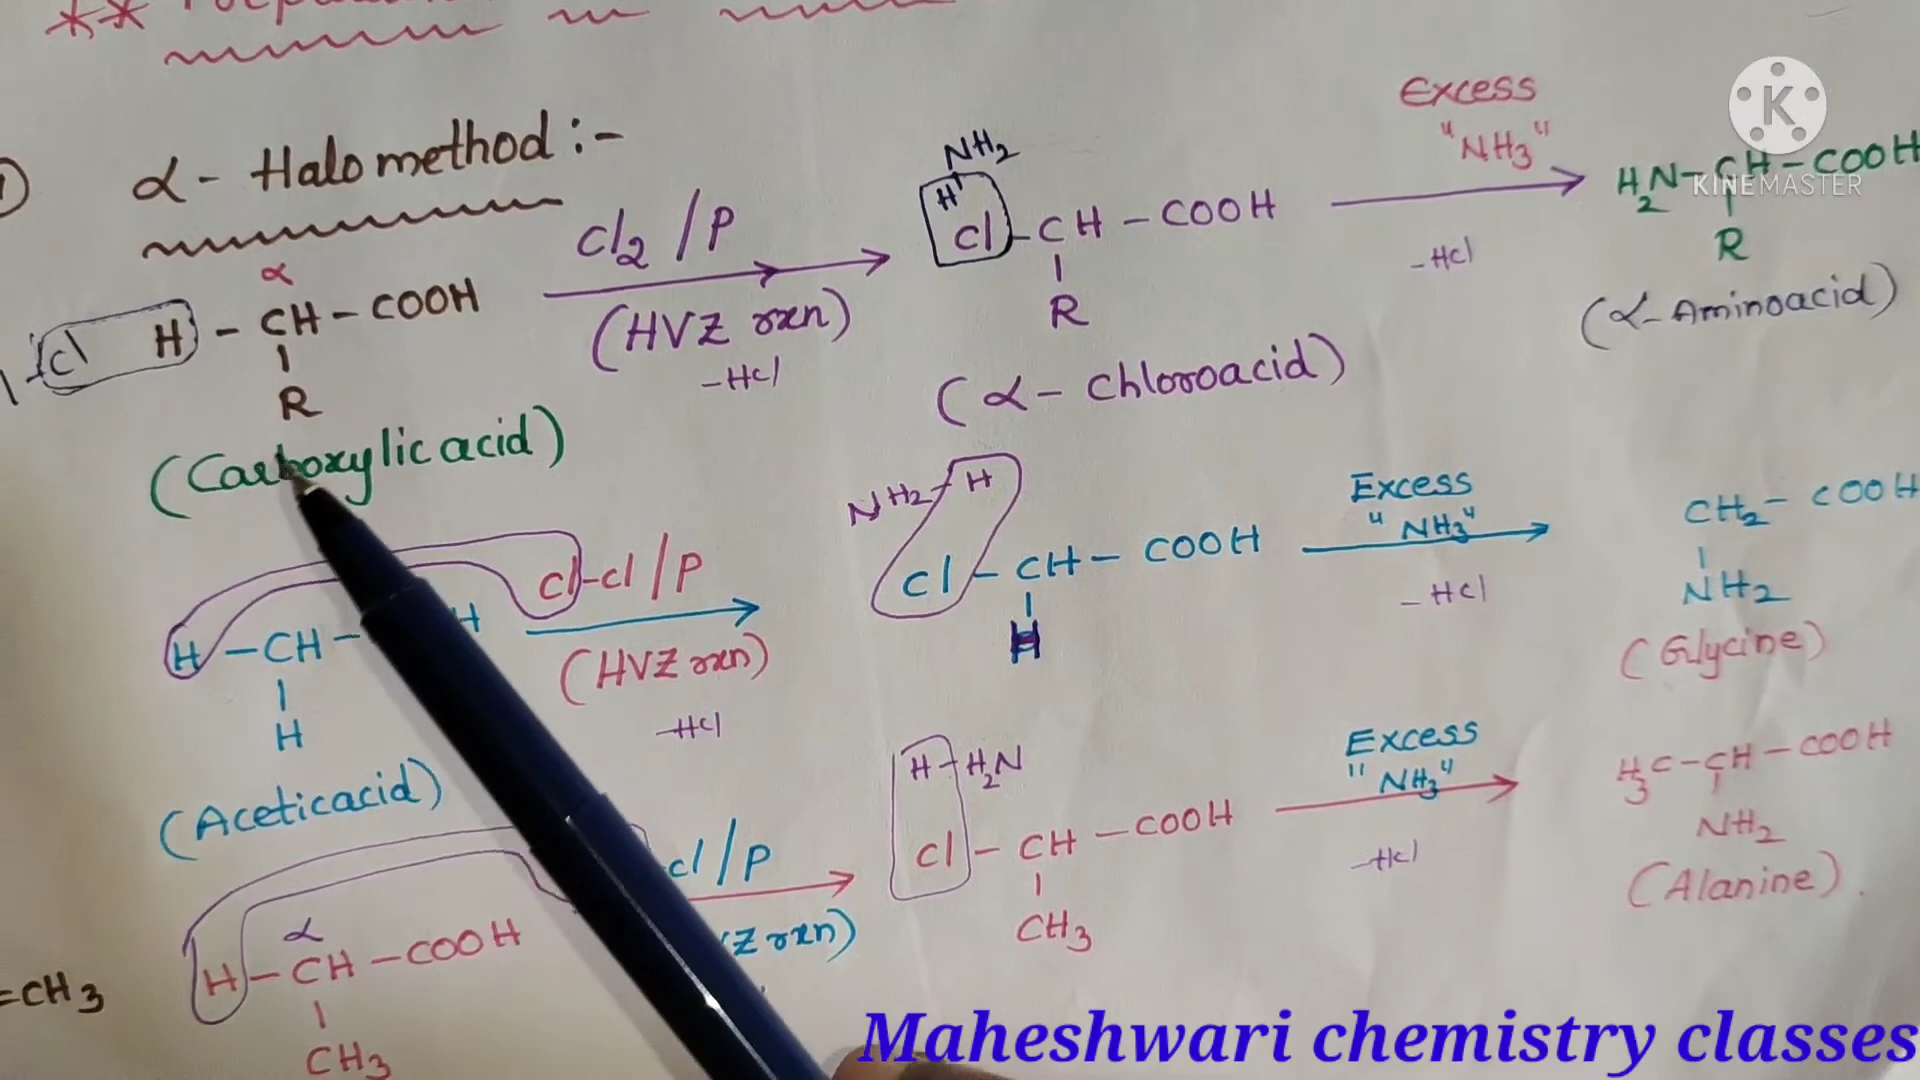 **
1) α - Halo method :-
α
Cl H - CH - COOH
R
(Carboxylic acid)
Cl2 / P
(HVZ rxn)
-HCl
NH2
H
Cl - CH - COOH
R
(α - Chloroacid)
Excess
"NH3"
-HCl
H2N - CH - COOH
R
(α - Aminoacid)
K
KINEMASTER
H - CH - H
H
(Aceticacid)
Cl-Cl / P
(HVZ rxn)
-HCl
NH2 - H
Cl - CH - COOH
H
Excess
"NH3"
-HCl
CH2 - COOH
NH2
(Glycine)
=CH3
α
H - CH - COOH
CH3
Cl / P
Z rxn)
H - H2N
Cl - CH - COOH
CH3
Excess
"NH3"
-HCl
H3C - CH - COOH
NH2
(Alanine).
Maheshwari chemistry classes